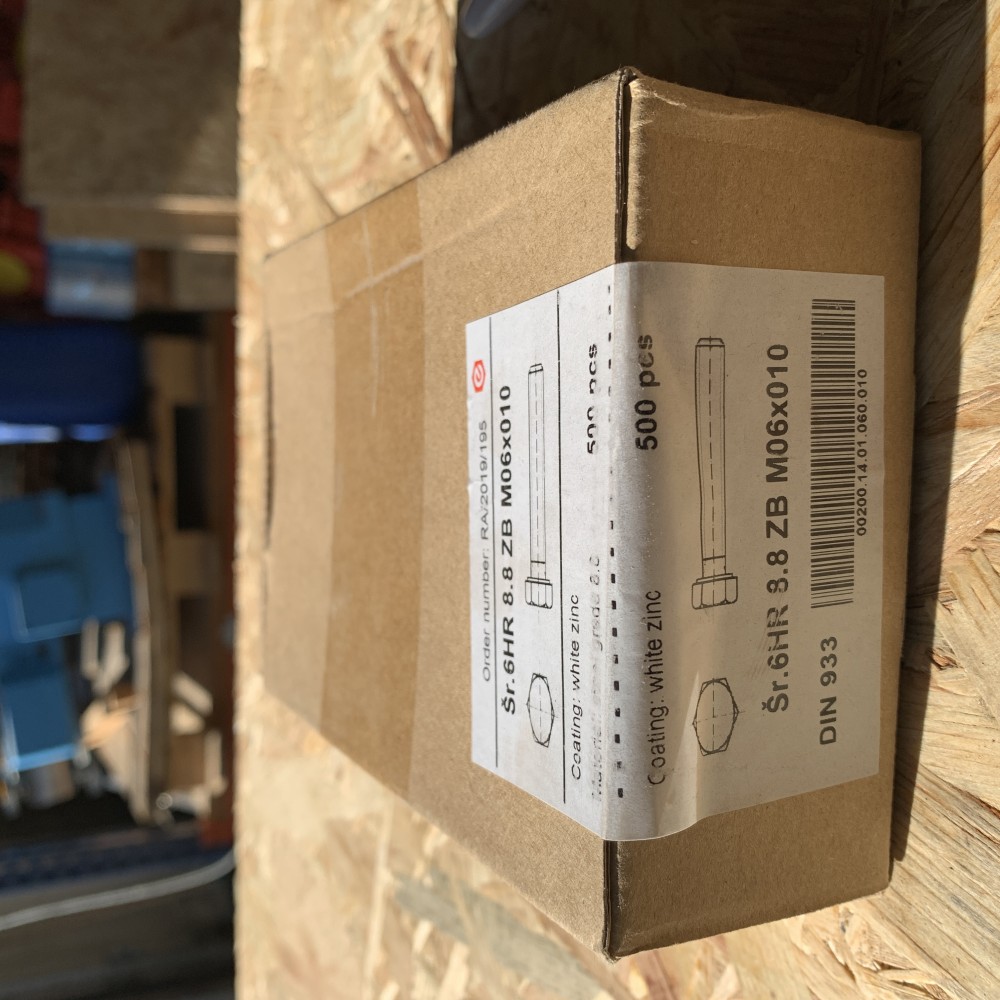 Order number: RA/2019/195
Šr.6HR 8.8 ZB M06x010
Coating: white zinc
500 pcs
500 pcs
Coating: white zinc
Šr.6HR 8.8 ZB M06x010
DIN 933
00200.14.01.060.010